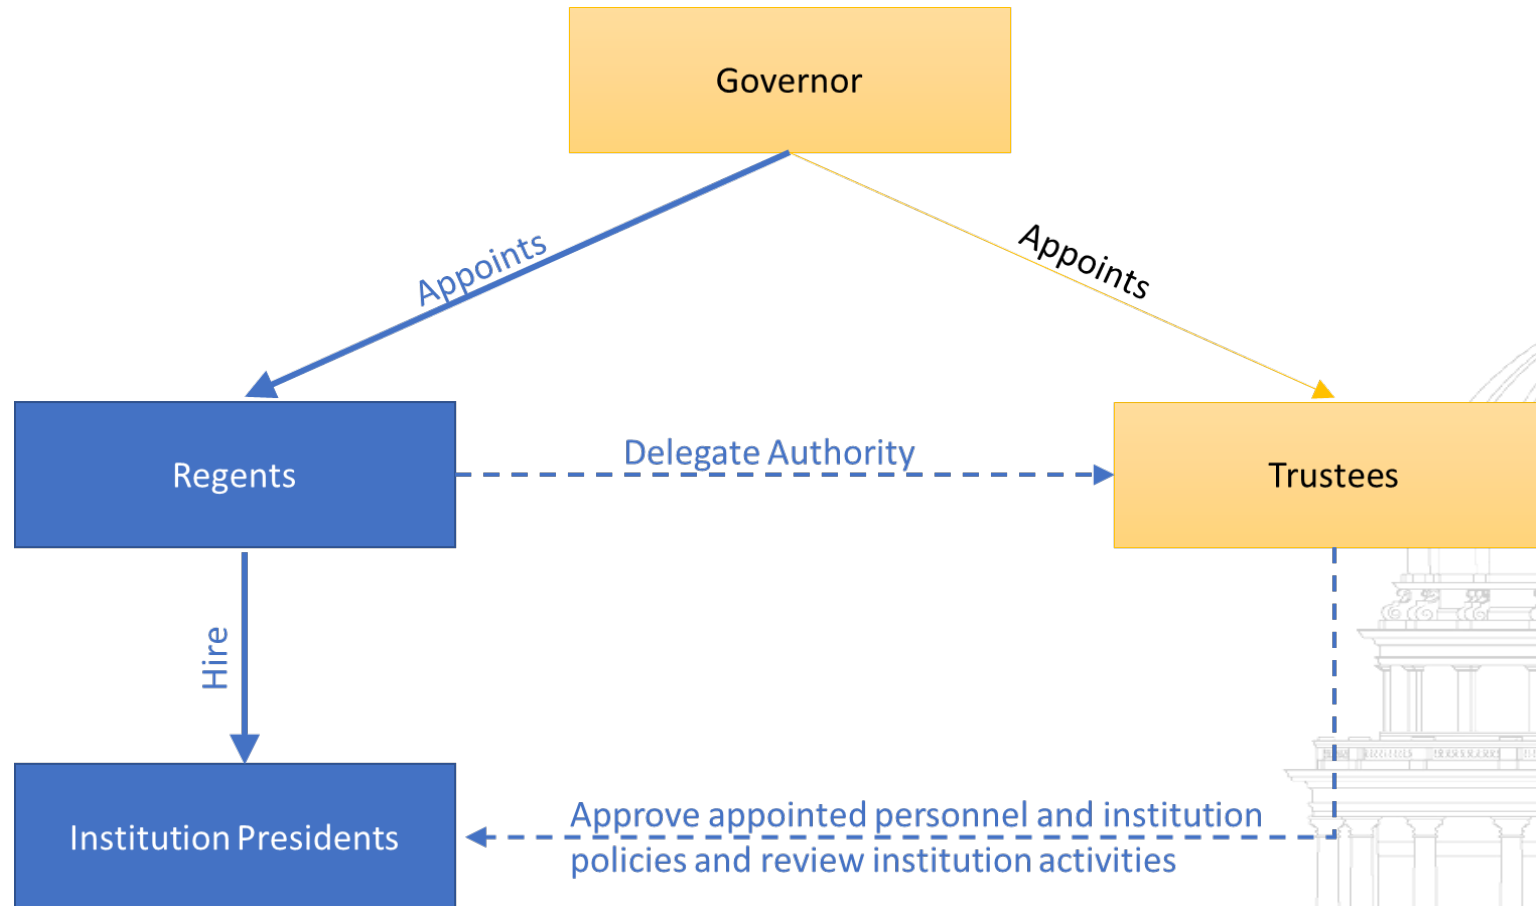 Governor
Appoints
Appoints
Regents
Delegate Authority
Trustees
Hire
Institution Presidents
Approve appointed personnel and institution
policies and review institution activities